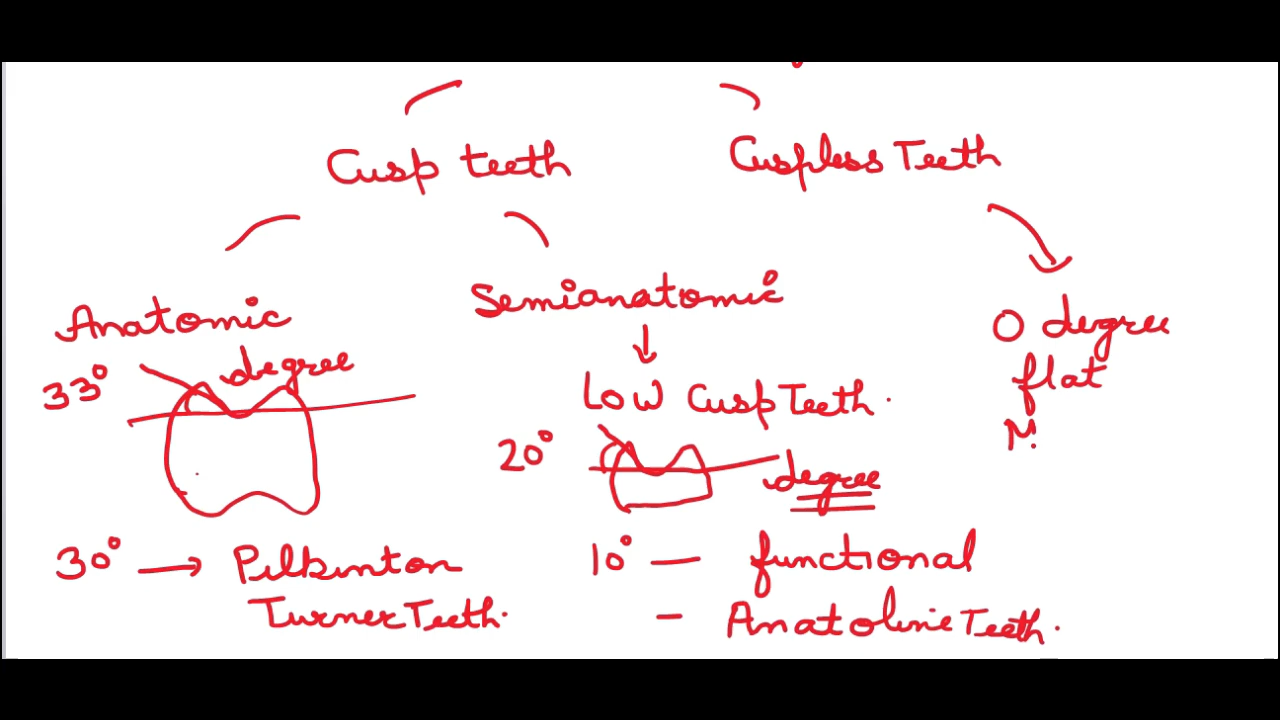 Cusp teeth
Cuspless Teeth
Anatomic
Semianatomic
33° degree
Low Cusp Teeth.
20° degree
0 degree
flat
M.
30° → Pilkinton
Turner Teeth.
10° — functional
- Anatoline Teeth.